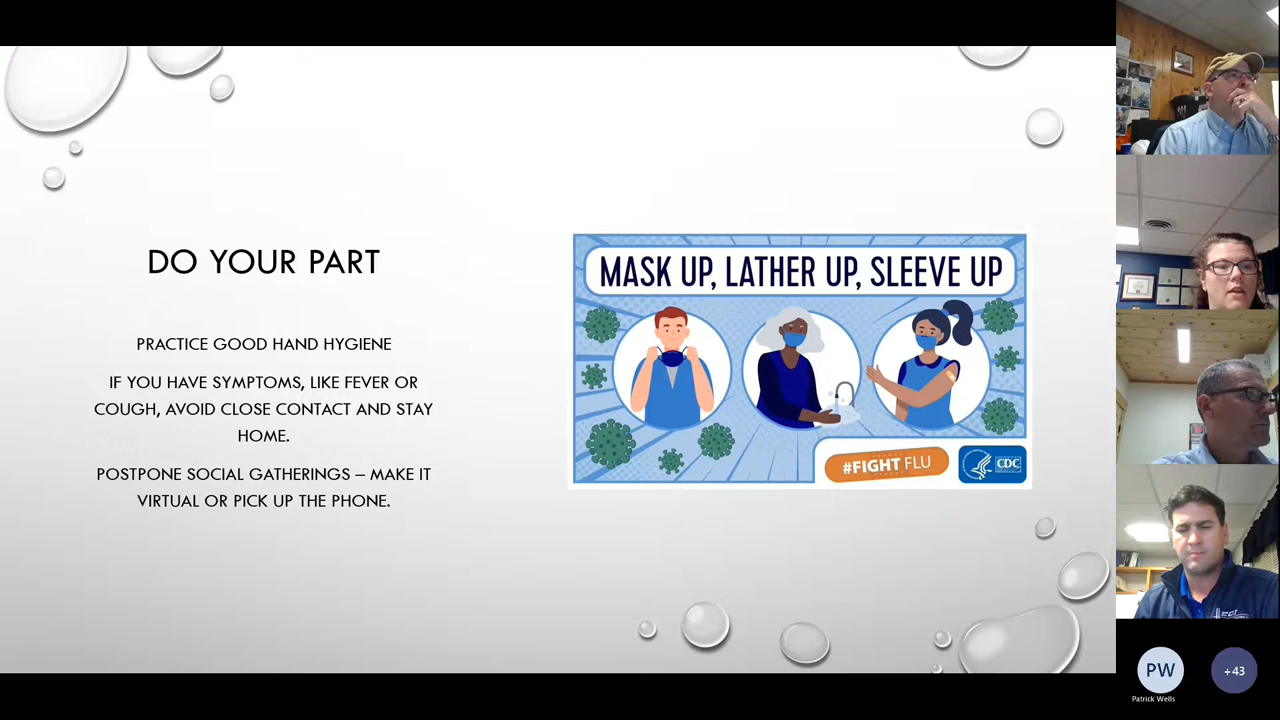 DO YOUR PART
PRACTICE GOOD HAND HYGIENE
IF YOU HAVE SYMPTOMS, LIKE FEVER OR
COUGH, AVOID CLOSE CONTACT AND STAY
HOME.
POSTPONE SOCIAL GATHERINGS – MAKE IT
VIRTUAL OR PICK UP THE PHONE.
MASK UP, LATHER UP, SLEEVE UP
#FIGHT FLU
CDC
PW
+43
Patrick Wells